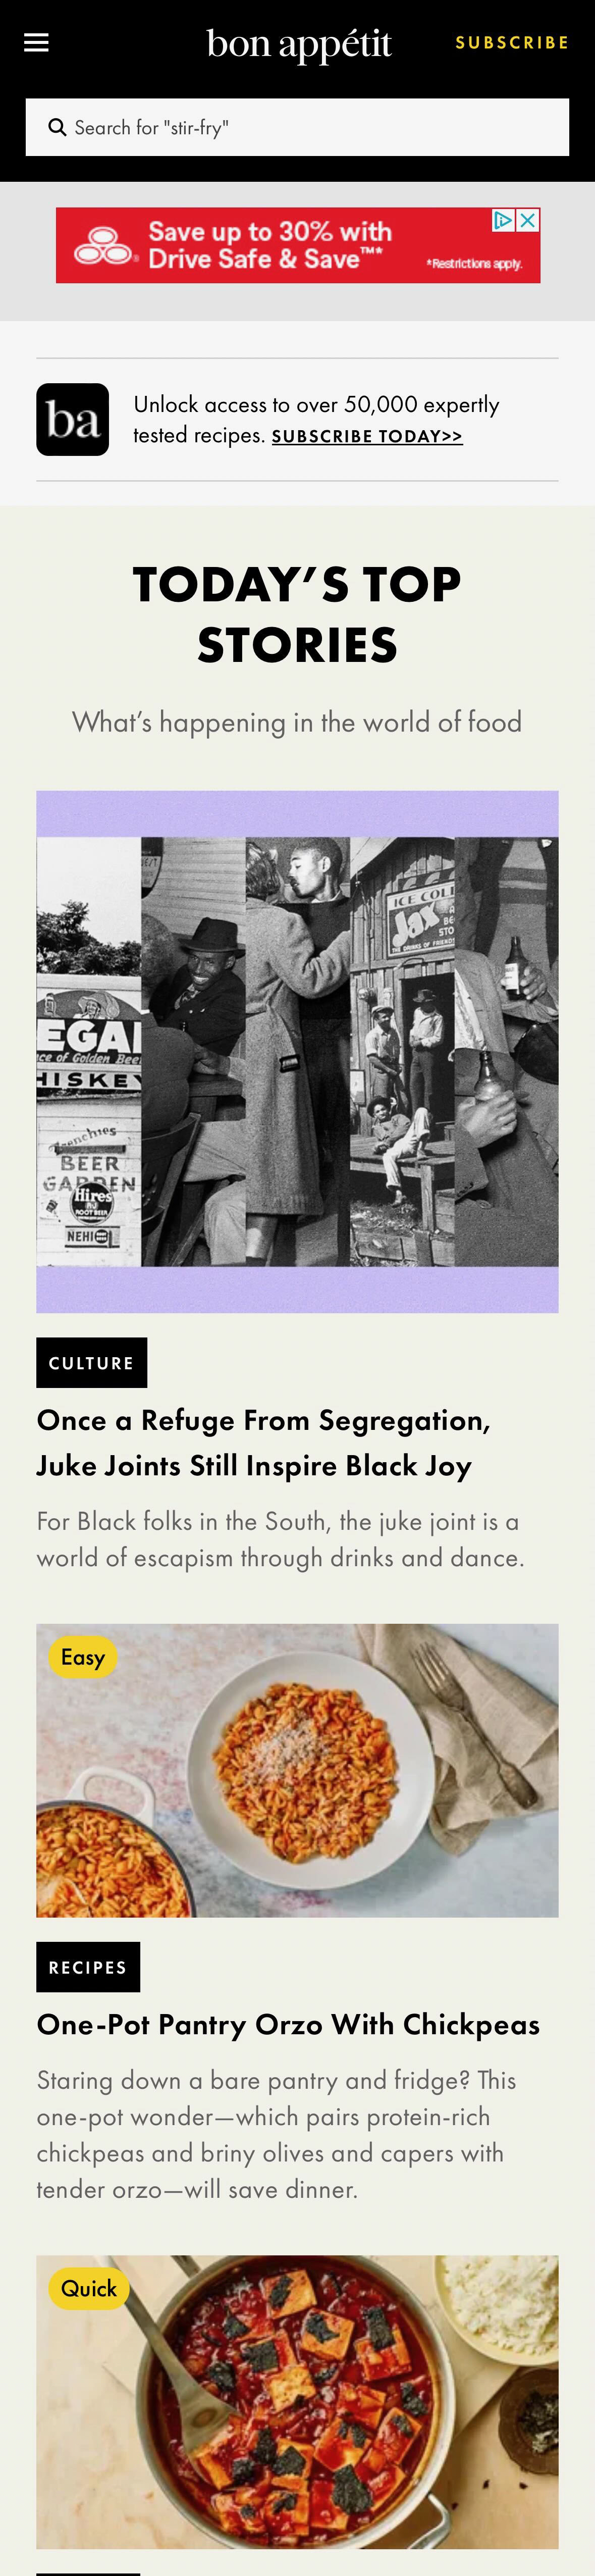 bon appétit
SUBSCRIBE
Search for "stir-fry"
Save up to 30% with
Drive Safe & Save™*
*Restrictions apply.
ba
Unlock access to over 50,000 expertly
tested recipes. SUBSCRIBE TODAY>>
TODAY’S TOP
STORIES
What’s happening in the world of food
EGAL
ce of Golden Bee
HISKEY
Frenchies
BEER
GARDEN
Hires
ROOT BEER
NEHI
ICE COL
Jax
BE
STO
THE DRINKS OF FRIENDS
CULTURE
Once a Refuge From Segregation,
Juke Joints Still Inspire Black Joy
For Black folks in the South, the juke joint is a
world of escapism through drinks and dance.
Easy
RECIPES
One-Pot Pantry Orzo With Chickpeas
Staring down a bare pantry and fridge? This
one-pot wonder—which pairs protein-rich
chickpeas and briny olives and capers with
tender orzo—will save dinner.
Quick